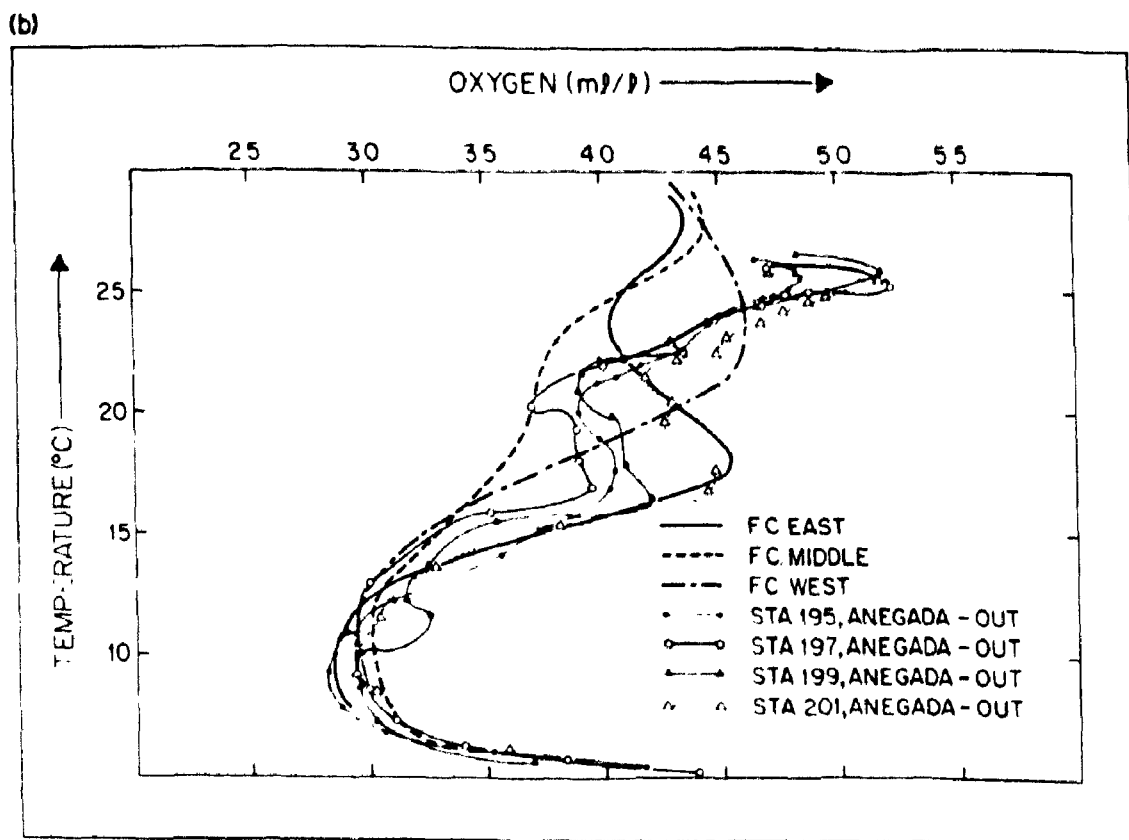 (b)
OXYGEN (ml/l)
25 30 35 40 45 50 55
25
20
15
10
TEMPERATURE (°C)
FC EAST
FC. MIDDLE
FC WEST
STA 195, ANEGADA - OUT
STA 197, ANEGADA - OUT
STA 199, ANEGADA - OUT
STA 201, ANEGADA - OUT